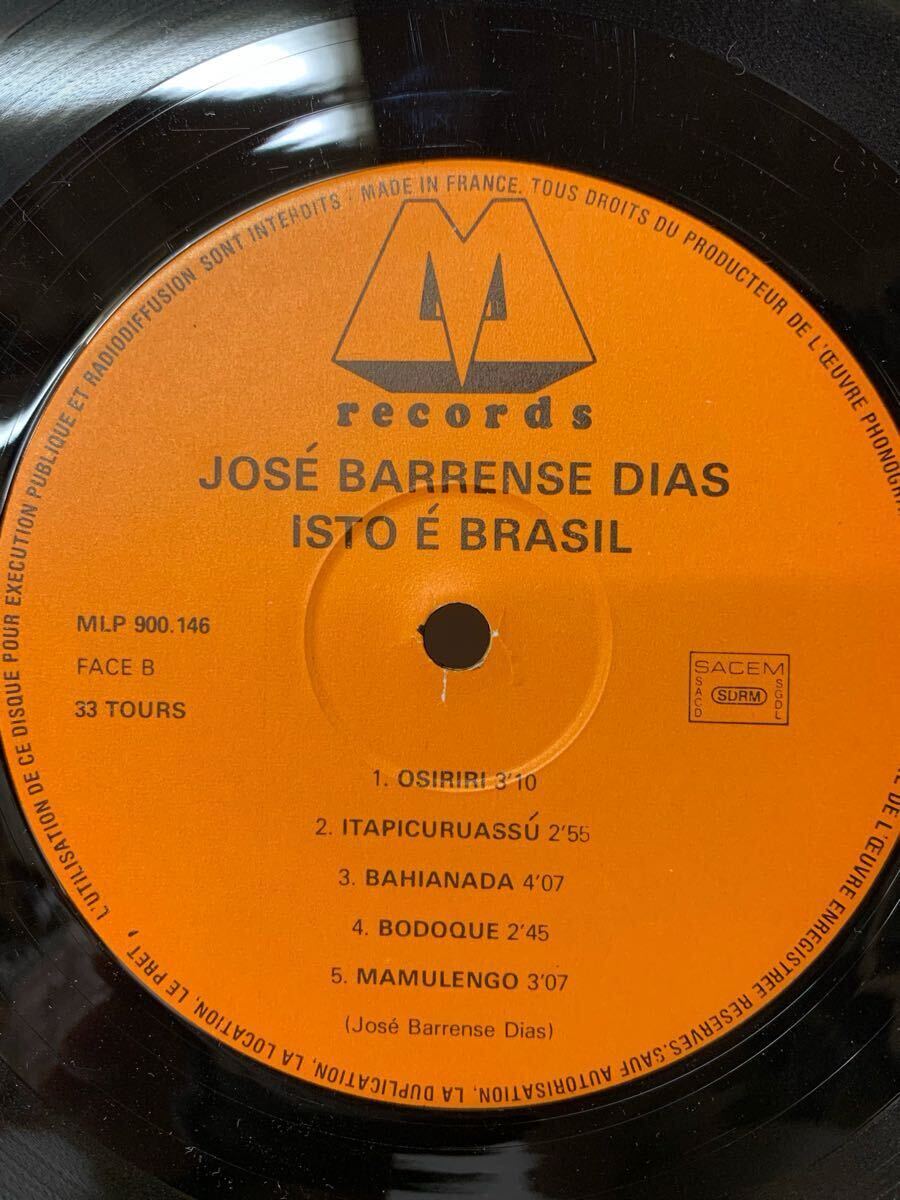 MADE IN FRANCE. TOUS DROITS DU PRODUCTEUR DE L'ŒUVRE
DE L'ŒUVRE ENREGISTREE RESERVES. SAUF AUTORISATION, LA DUPLICATION, LA LOCATION, LE PRET, L'UTILISATION DE CE DISQUE POUR EXECUTION PUBLIQUE ET RADIODIFFUSION SONT INTERDITS ·
M
records
JOSÉ BARRENSE DIAS
ISTO É BRASIL
MLP 900.146
FACE B
33 TOURS
SACEM
SACD
SDRM
SGDL
1. OSIRIRI 3'10
2. ITAPICURUASSÚ 2'55
3. BAHIANADA 4'07
4. BODOQUE 2'45
5. MAMULENGO 3'07
(José Barrense Dias)